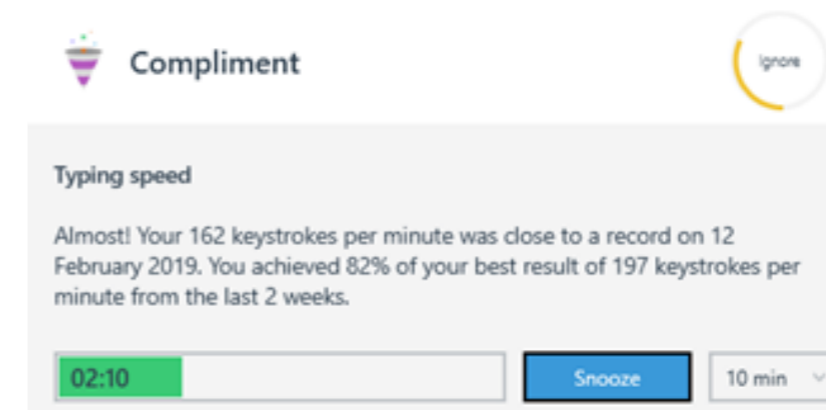 Compliment
Ignore
Typing speed
Almost! Your 162 keystrokes per minute was close to a record on 12
February 2019. You achieved 82% of your best result of 197 keystrokes per
minute from the last 2 weeks.
02:10
Snooze
10 min